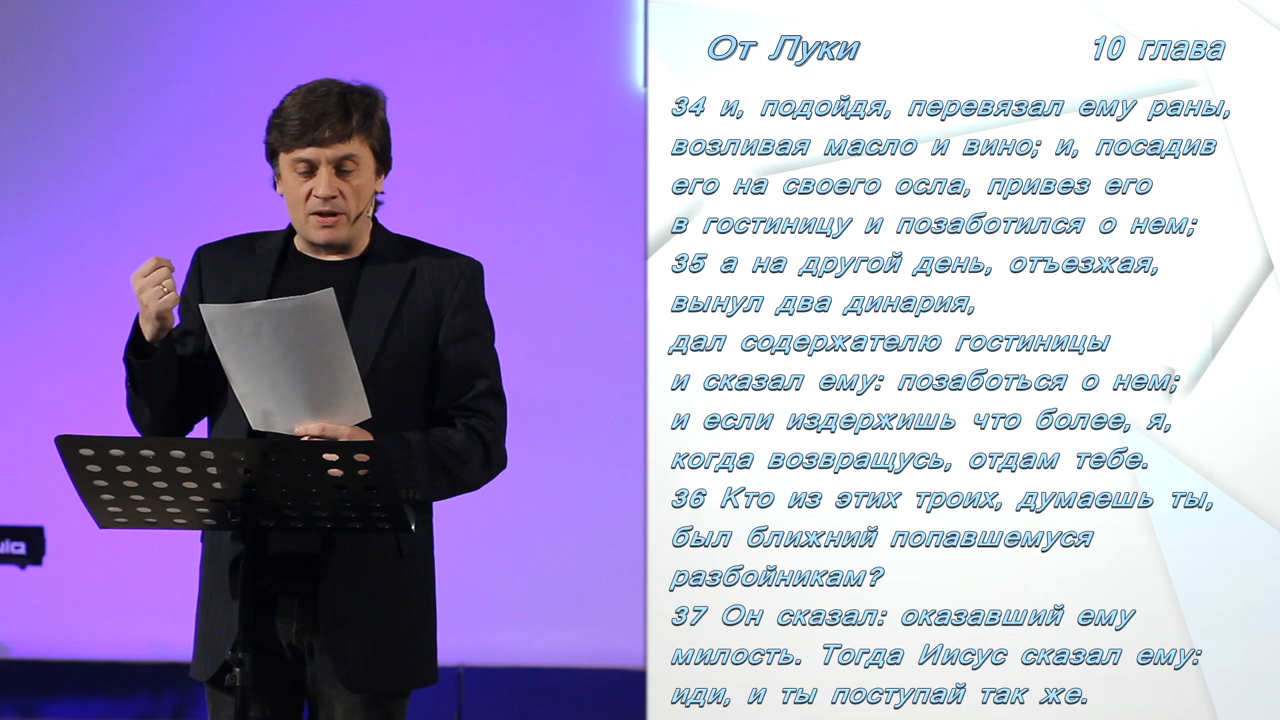 От Луки 10 глава
34 и, подойдя, перевязал ему раны,
возливая масло и вино; и, посадив
его на своего осла, привез его
в гостиницу и позаботился о нем;
35 а на другой день, отъезжая,
вынул два динария,
дал содержателю гостиницы
и сказал ему: позаботься о нем;
и если издержишь что более, я,
когда возвращусь, отдам тебе.
36 Кто из этих троих, думаешь ты,
был ближний попавшемуся
разбойникам?
37 Он сказал: оказавший ему
милость. Тогда Иисус сказал ему:
иди, и ты поступай так же.